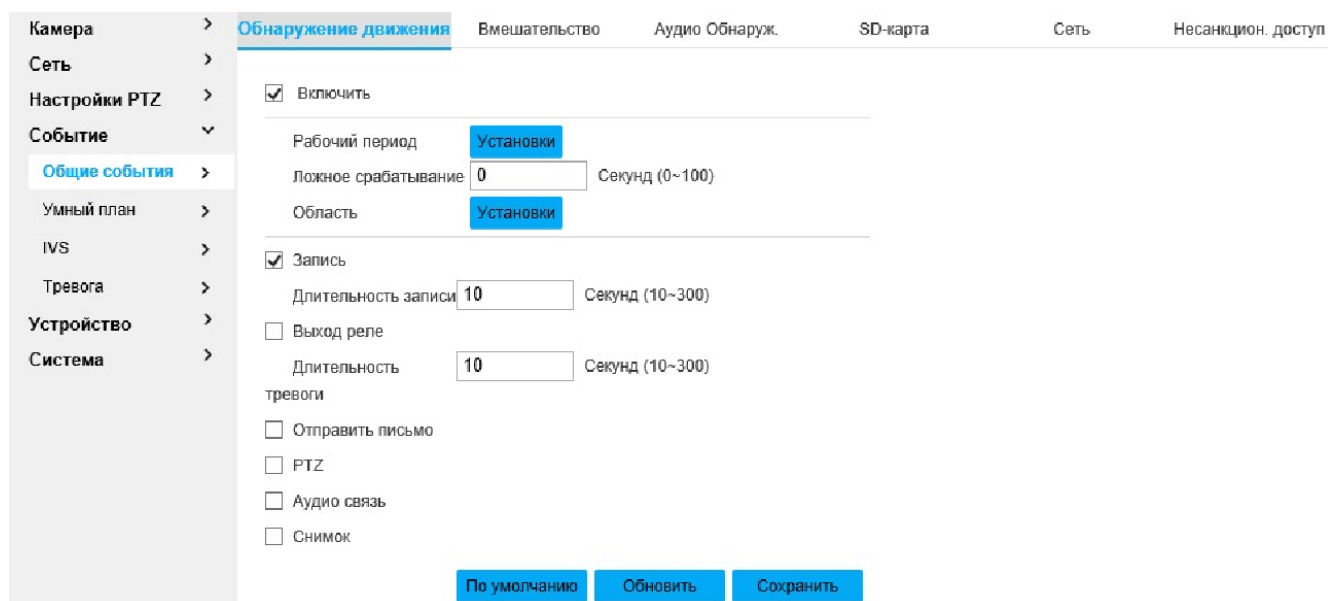 Камера
Сеть
Настройки PTZ
Событие
Общие события
Умный план
IVS
Тревога
Устройство
Система
Обнаружение движения Вмешательство Аудио Обнаруж. SD-карта Сеть Несанкцион. доступ
Включить
Рабочий период Установки
Ложное срабатывание 0 Секунд (0~100)
Область Установки
Запись
Длительность записи 10 Секунд (10~300)
Выход реле
Длительность 10 Секунд (10~300)
тревоги
Отправить письмо
PTZ
Аудио связь
Снимок
По умолчанию Обновить Сохранить